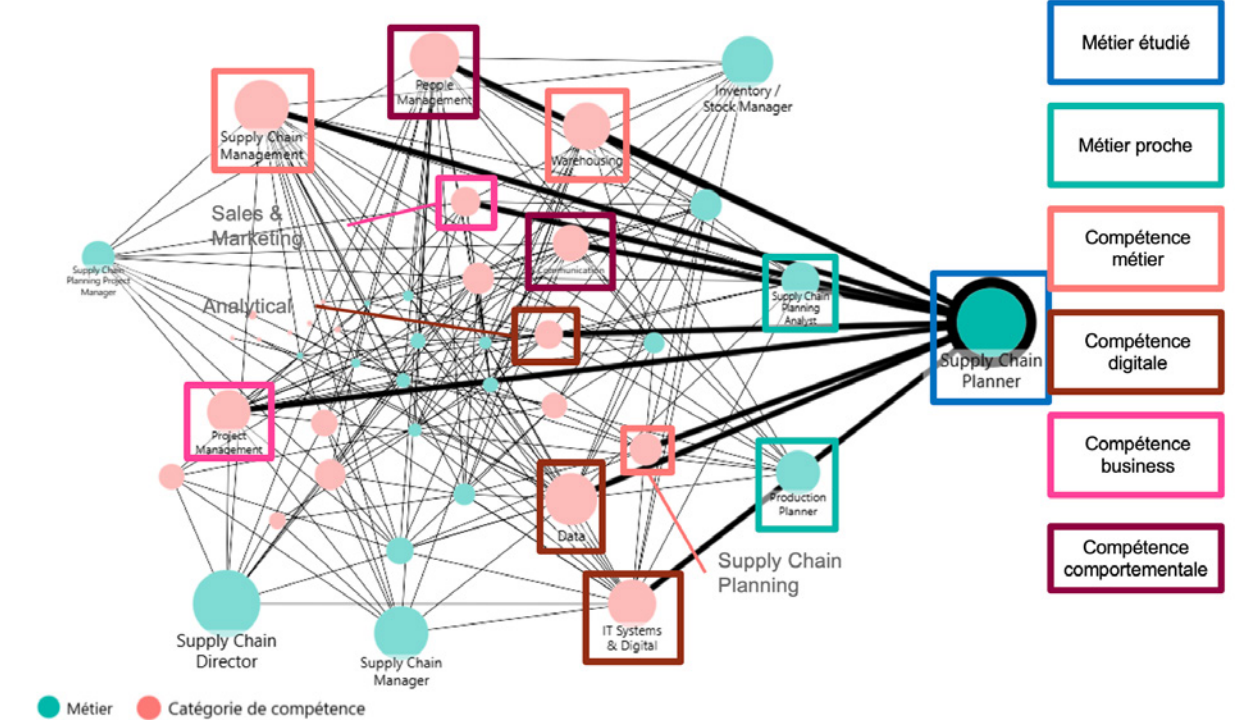 People
Management
Supply Chain
Management
Warehousing
Inventory /
Stock Manager
Sales &
Marketing
Communication
Supply Chain
Planning Project
Manager
Analytical
Supply Chain
Planning
Analyst
Supply Chain
Planner
Project
Management
Production
Planner
Data
Supply Chain
Planning
IT Systems
& Digital
Supply Chain
Director
Supply Chain
Manager
Métier
Catégorie de compétence
Métier étudié
Métier proche
Compétence
métier
Compétence
digitale
Compétence
business
Compétence
comportementale